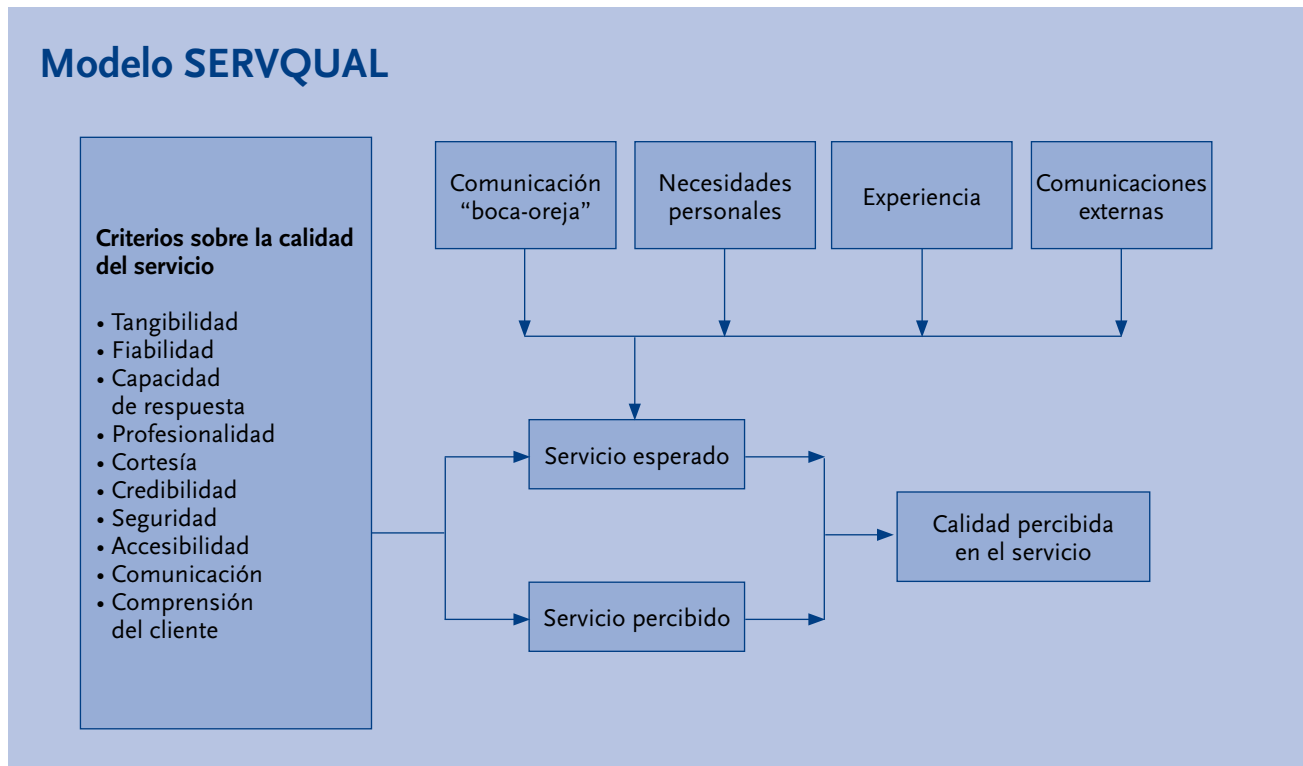 Modelo SERVQUAL
Criterios sobre la calidad
del servicio
• Tangibilidad
• Fiabilidad
• Capacidad
de respuesta
• Profesionalidad
• Cortesía
• Credibilidad
• Seguridad
• Accesibilidad
• Comunicación
• Comprensión
del cliente
Comunicación
“boca-oreja”
Necesidades
personales
Experiencia
Comunicaciones
externas
Servicio esperado
Servicio percibido
Calidad percibida
en el servicio